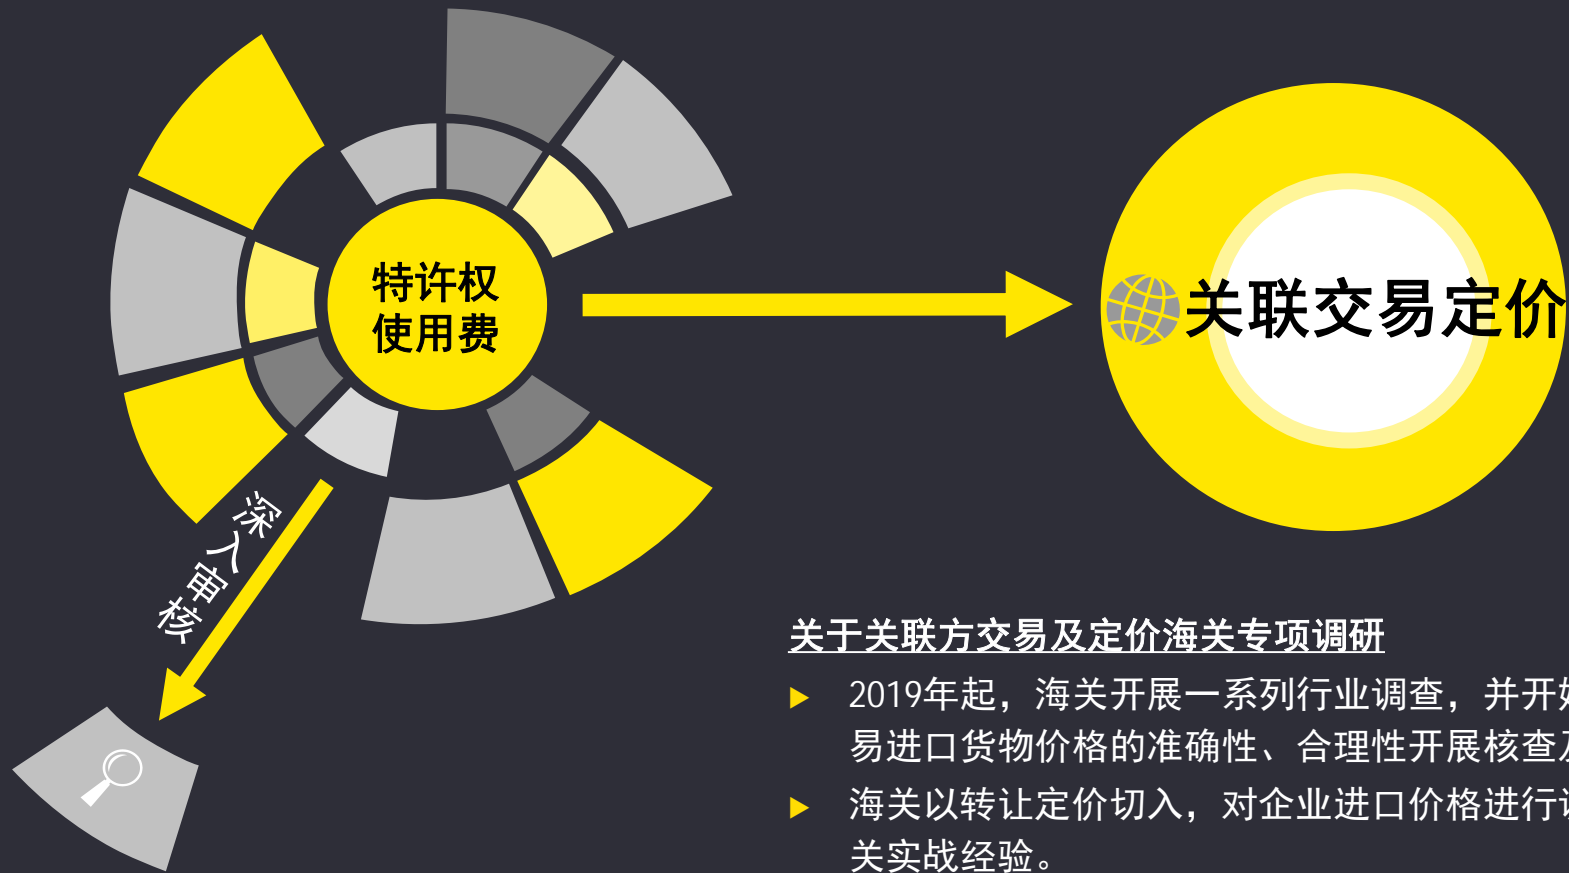 特许权
使用费
关联交易定价
深入审核
关于关联方交易及定价海关专项调研
2019年起，海关开展一系列行业调查，并开
易进口货物价格的准确性、合理性开展核查
海关以转让定价切入，对企业进口价格进行
关实战经验。